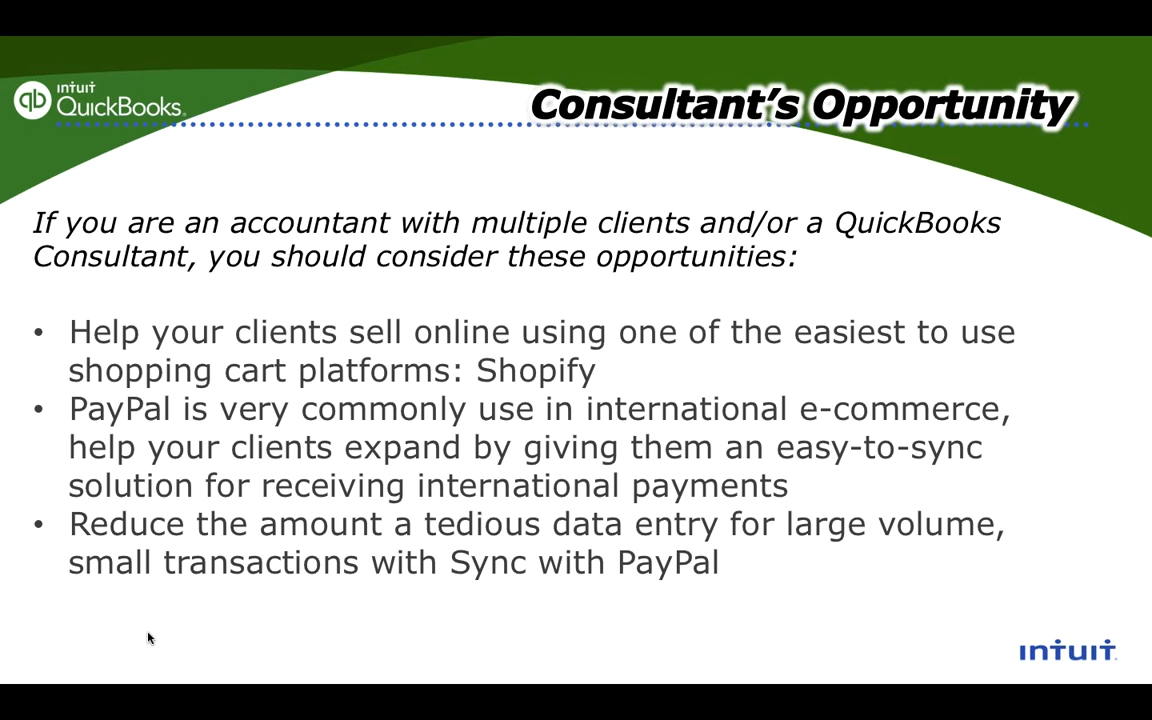 intuit
qb QuickBooks.
Consultant's Opportunity
If you are an accountant with multiple clients and/or a QuickBooks
Consultant, you should consider these opportunities:
• Help your clients sell online using one of the easiest to use
shopping cart platforms: Shopify
• PayPal is very commonly use in international e-commerce,
help your clients expand by giving them an easy-to-sync
solution for receiving international payments
• Reduce the amount a tedious data entry for large volume,
small transactions with Sync with PayPal
intuit.